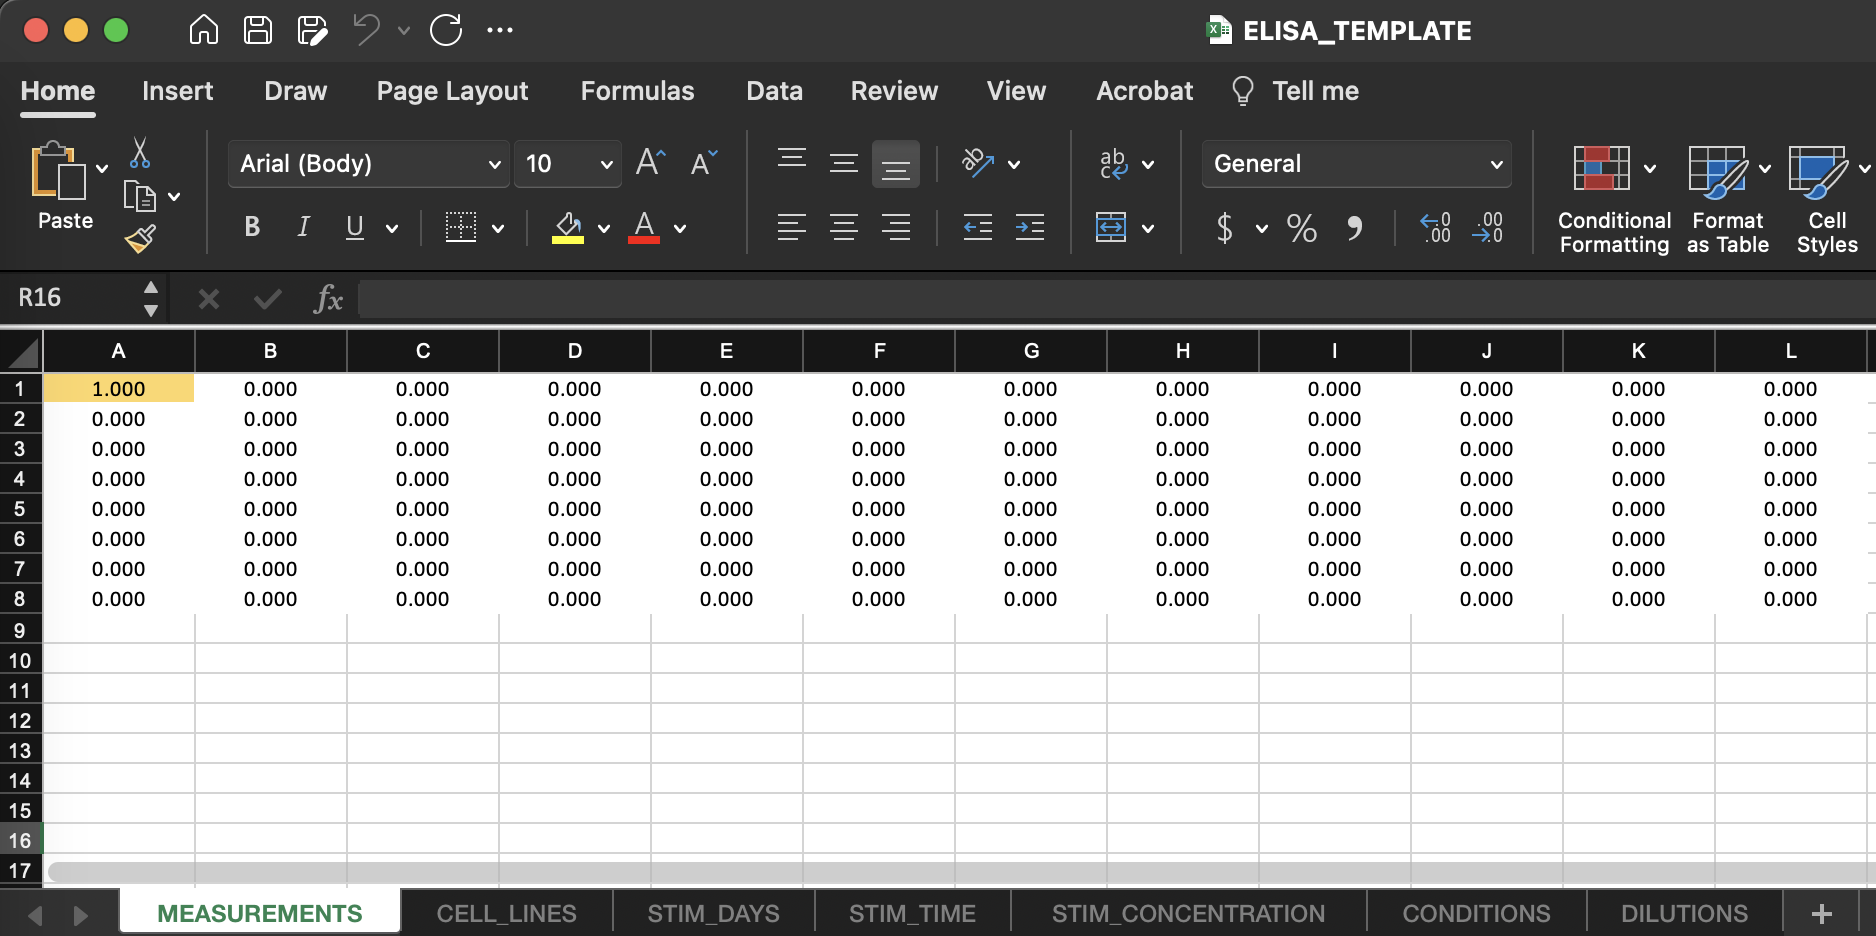 ELISA_TEMPLATE
Home Insert Draw Page Layout Formulas Data Review View Acrobat Tell me
Paste
Arial (Body) 10 A A
B I U A
ab
ab
c
General
$ % , .0 .00 .00 .0
Conditional Formatting
Format as Table
Cell Styles
R16 fx
A B C D E F G H I J K L
1 1.000 0.000 0.000 0.000 0.000 0.000 0.000 0.000 0.000 0.000 0.000 0.000
2 0.000 0.000 0.000 0.000 0.000 0.000 0.000 0.000 0.000 0.000 0.000 0.000
3 0.000 0.000 0.000 0.000 0.000 0.000 0.000 0.000 0.000 0.000 0.000 0.000
4 0.000 0.000 0.000 0.000 0.000 0.000 0.000 0.000 0.000 0.000 0.000 0.000
5 0.000 0.000 0.000 0.000 0.000 0.000 0.000 0.000 0.000 0.000 0.000 0.000
6 0.000 0.000 0.000 0.000 0.000 0.000 0.000 0.000 0.000 0.000 0.000 0.000
7 0.000 0.000 0.000 0.000 0.000 0.000 0.000 0.000 0.000 0.000 0.000 0.000
8 0.000 0.000 0.000 0.000 0.000 0.000 0.000 0.000 0.000 0.000 0.000 0.000
9
10
11
12
13
14
15
16
17
MEASUREMENTS CELL_LINES STIM_DAYS STIM_TIME STIM_CONCENTRATION CONDITIONS DILUTIONS +